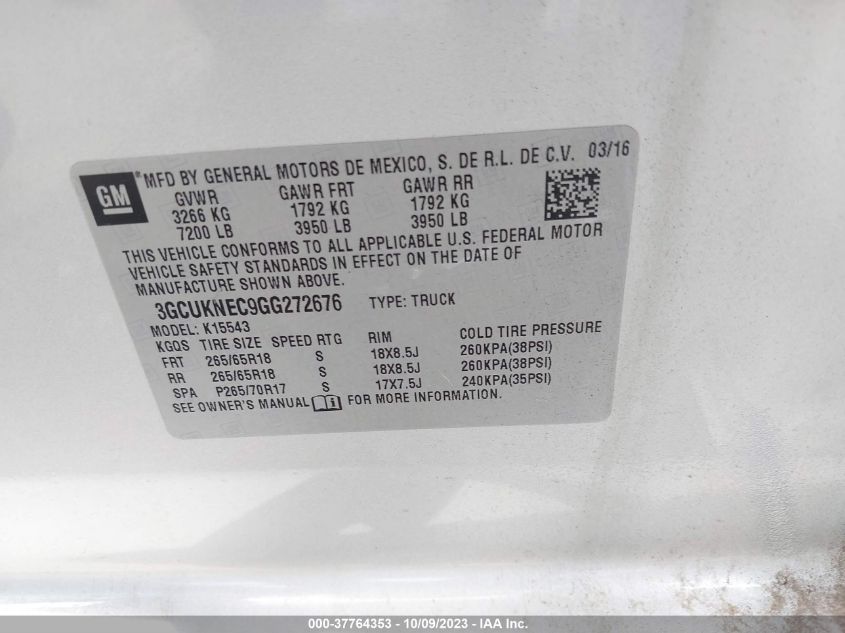 GM
® MFD BY GENERAL MOTORS DE MEXICO, S. DE R.L. DE C.V. 03/16
GVWR GAWR FRT GAWR RR
3266 KG 1792 KG 1792 KG
7200 LB 3950 LB 3950 LB
THIS VEHICLE CONFORMS TO ALL APPLICABLE U.S. FEDERAL MOTOR
VEHICLE SAFETY STANDARDS IN EFFECT ON THE DATE OF
MANUFACTURE SHOWN ABOVE.
3GCUKNEC9GG272676 TYPE: TRUCK
MODEL: K15543
KGQS TIRE SIZE SPEED RTG RIM COLD TIRE PRESSURE
FRT 265/65R18 S 18X8.5J 260KPA(38PSI)
RR 265/65R18 S 18X8.5J 260KPA(38PSI)
SPA P265/70R17 S 17X7.5J 240KPA(35PSI)
SEE OWNER'S MANUAL FOR MORE INFORMATION.
000-37764353 | 10/09/2023 - IAA Inc.